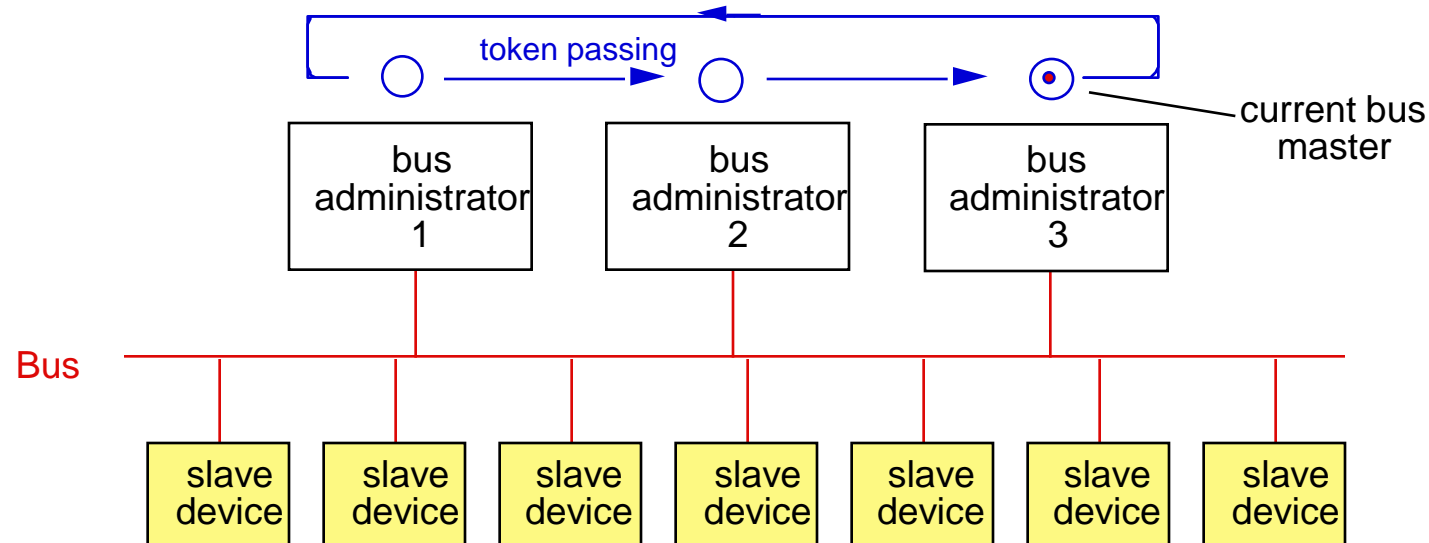 token passing
current bus
master
bus
administrator
1
bus
administrator
2
bus
administrator
3
Bus
slave
device
slave
device
slave
device
slave
device
slave
device
slave
device
slave
device